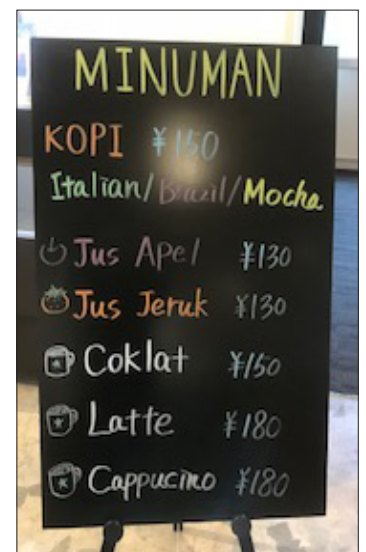 MINUMAN
KOPI ¥150
Italian/Brazil/Mocha
Jus Apel ¥130
Jus Jeruk ¥130
Coklat ¥150
Latte ¥180
Cappucino ¥180